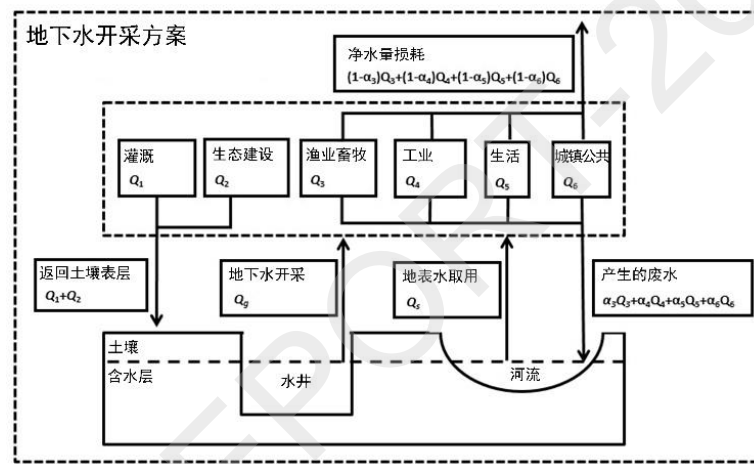 地下水开采方案
净水量损耗
(1-α₃)Q₃+(1-α₄)Q₄+(1-α₅)Q₅+(1-α₆)Q₆
灌溉
Q₁
生态建设
Q₂
渔业畜牧
Q₃
工业
Q₄
生活
Q₅
城镇公共
Q₆
返回土壤表层
Q₁+Q₂
地下水开采
Qg
地表水取用
Qs
产生的废水
α₃Q₃+α₄Q₄+α₅Q₅+α₆Q₆
土壤
含水层
水井
河流